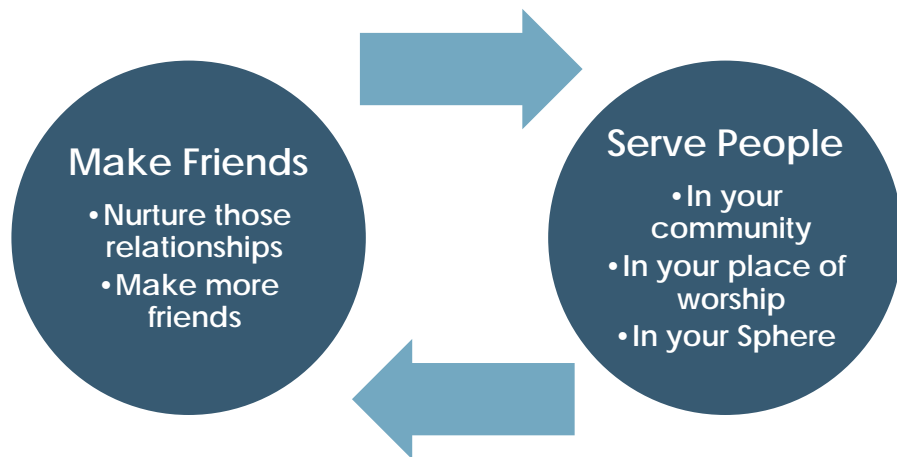 Make Friends
• Nurture those
relationships
• Make more
friends
Serve People
• In your
community
• In your place of
worship
• In your Sphere